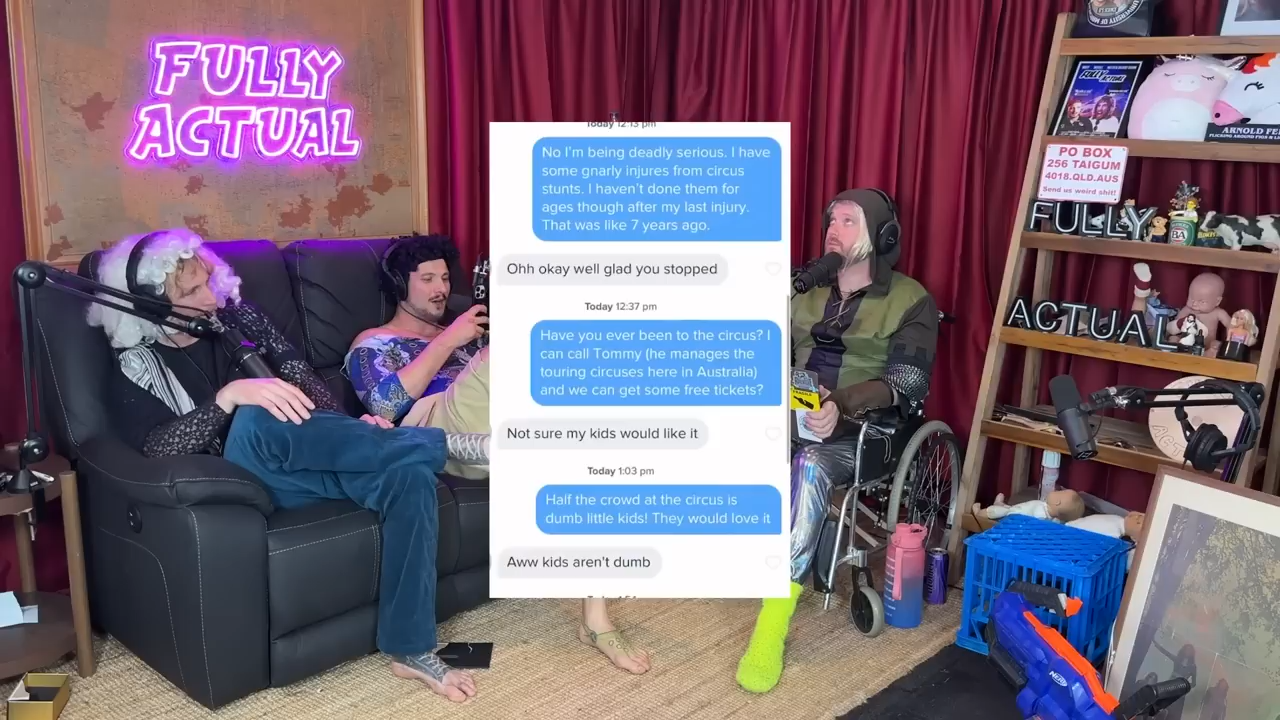 FULLY
ACTUAL
Today 12:13 pm
No I'm being deadly serious. I have
some gnarly injures from circus
stunts. I haven't done them for
ages though after my last injury.
That was like 7 years ago.
Ohh okay well glad you stopped
Today 12:37 pm
Have you ever been to the circus? I
can call Tommy (he manages the
touring circuses here in Australia)
and we can get some free tickets?
Not sure my kids would like it
Today 1:03 pm
Half the crowd at the circus is
dumb little kids! They would love it
Aww kids aren't dumb
FULLY
ACTUAL
ARNOLD
PO BOX
256 TAIGUM
4018.QLD.AUS
Send us weird shit!
FULLY
ACTUAL
NERF